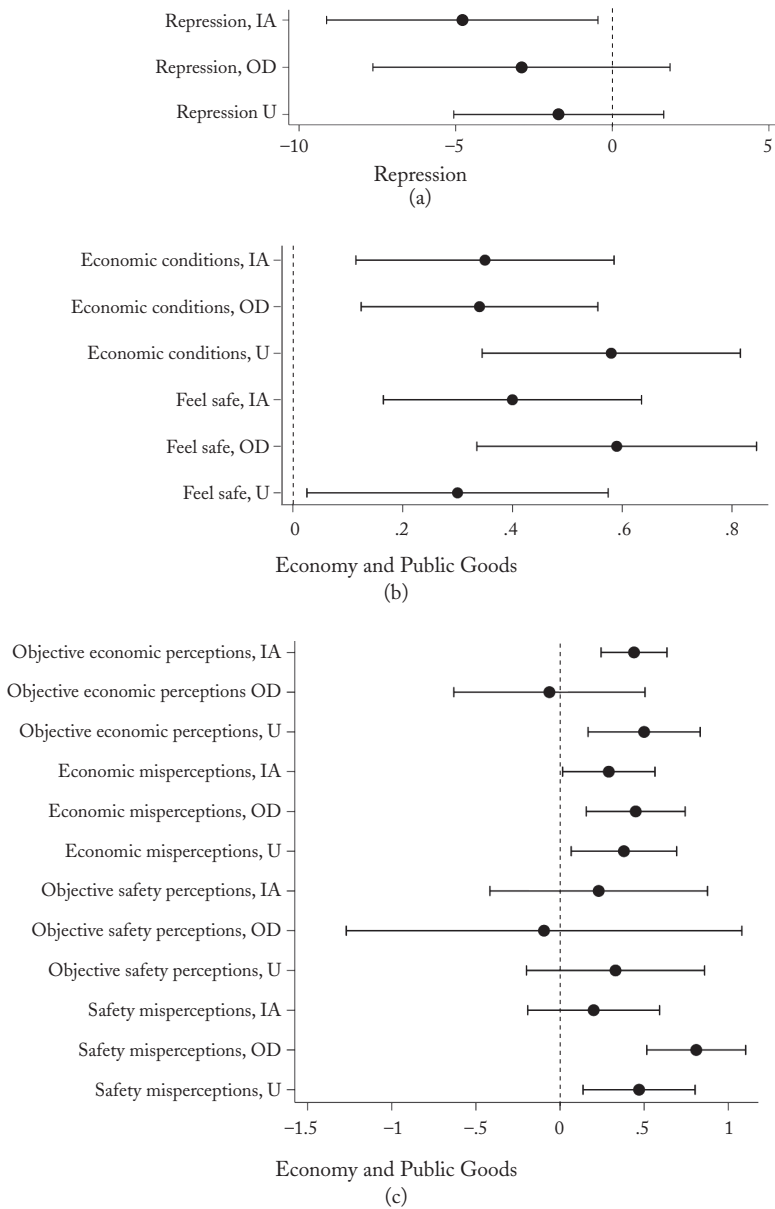 Repression, IA
Repression, OD
Repression U
−10 −5 0 5
Repression
(a)
Economic conditions, IA
Economic conditions, OD
Economic conditions, U
Feel safe, IA
Feel safe, OD
Feel safe, U
0 .2 .4 .6 .8
Economy and Public Goods
(b)
Objective economic perceptions, IA
Objective economic perceptions OD
Objective economic perceptions, U
Economic misperceptions, IA
Economic misperceptions, OD
Economic misperceptions, U
Objective safety perceptions, IA
Objective safety perceptions, OD
Objective safety perceptions, U
Safety misperceptions, IA
Safety misperceptions, OD
Safety misperceptions, U
−1.5 −1 −.5 0 .5 1
Economy and Public Goods
(c)